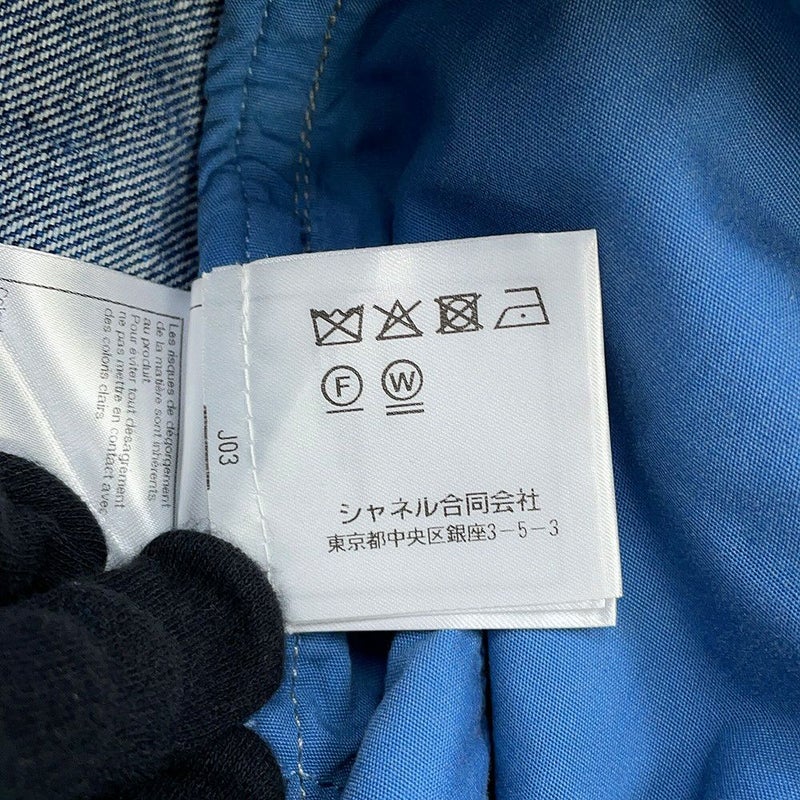 F W
シャネル合同会社
東京都中央区銀座3-5-3
J03
Les risques de dégorgement
de la matière sont inhérents
au produit.
Pour éviter tout désagrément
ne pas mettre en contact avec
des colons clairs.